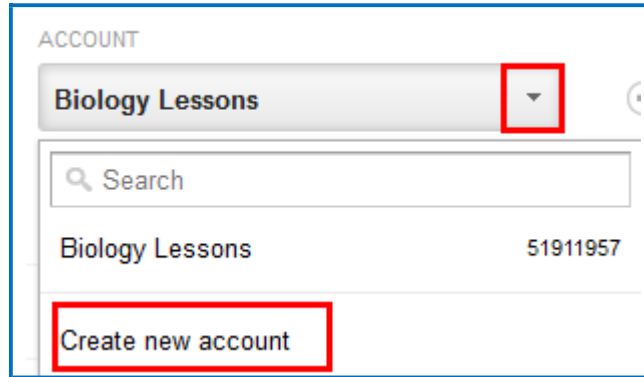 ACCOUNT
Biology Lessons
Search
Biology Lessons 51911957
Create new account